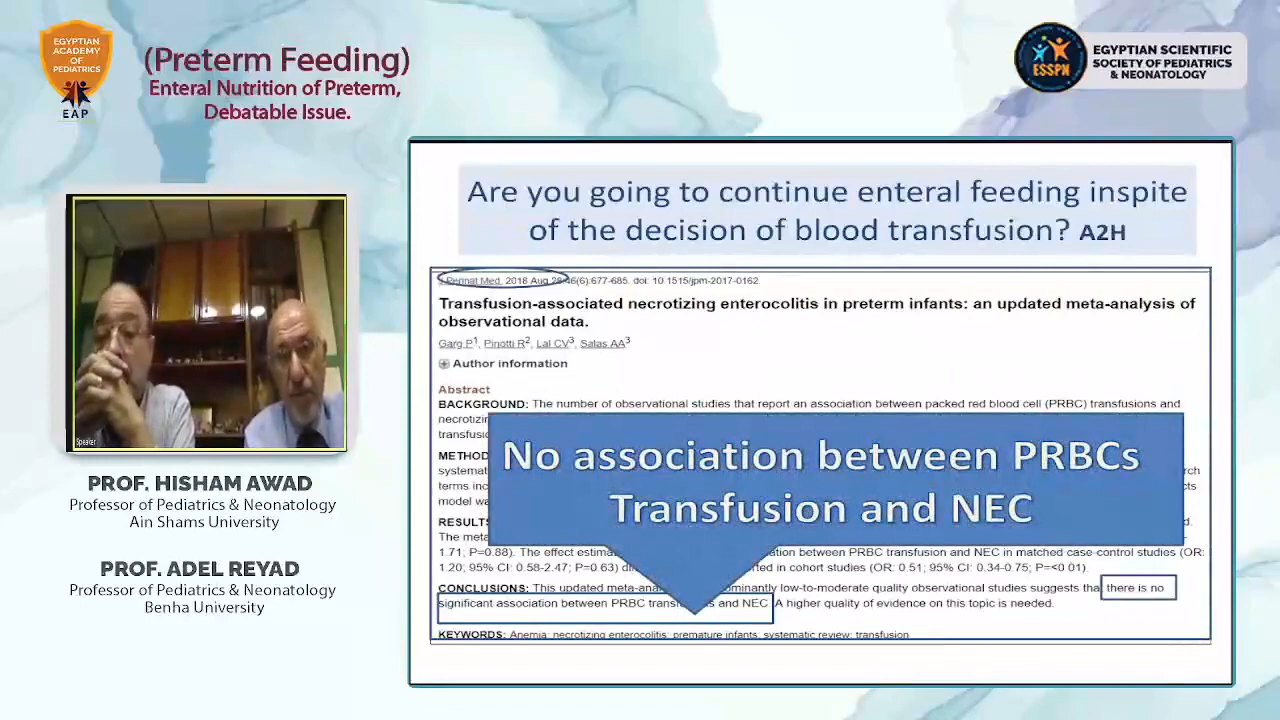 EGYPTIAN
ACADEMY
OF
PEDIATRICS
EAP
(Preterm Feeding)
Enteral Nutrition of Preterm,
Debatable Issue.
ESSPN
EGYPTIAN SCIENTIFIC
SOCIETY OF PEDIATRICS
& NEONATOLOGY
Speaker
PROF. HISHAM AWAD
Professor of Pediatrics & Neonatology
Ain Shams University
PROF. ADEL REYAD
Professor of Pediatrics & Neonatology
Benha University
Are you going to continue enteral feeding inspite
of the decision of blood transfusion? A2H
J Perinat Med. 2018 Aug 28;46(6):677-685. doi: 10.1515/jpm-2017-0162.
Transfusion-associated necrotizing enterocolitis in preterm infants: an updated meta-analysis of
observational data.
Garg P1, Pinotti R2, Lal CV3, Salas AA3
Author information
Abstract
BACKGROUND: The number of observational studies that report an association between packed red blood cell (PRBC) transfusions and
No association between PRBCs
Transfusion and NEC
1.71; P=0.88). The effect between PRBC transfusion and NEC in matched case-control studies (OR:
1.20; 95% CI: 0.58-2.47; P=0.63) in cohort studies (OR: 0.51; 95% CI: 0.34-0.75; P=<0.01).
CONCLUSIONS: This updated low-to-moderate quality observational studies suggests that there is no
significant association between PRBC and NEC. A higher quality of evidence on this topic is needed.
KEYWORDS: Anemia; necrotizing enterocolitis; premature infants; systematic review; transfusion